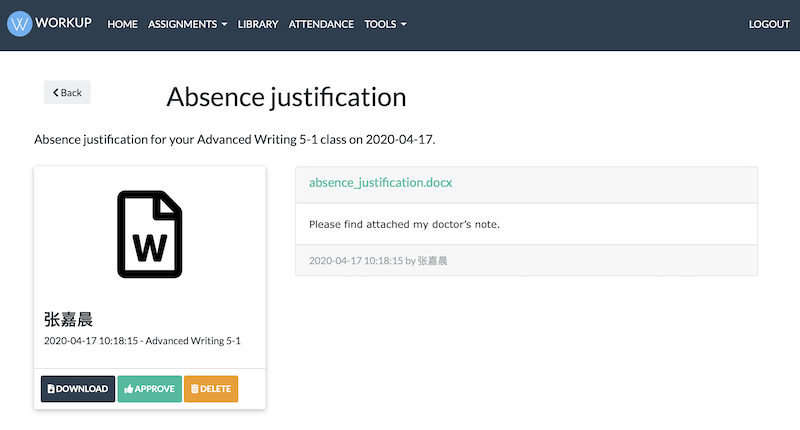 WORKUP HOME ASSIGNMENTS LIBRARY ATTENDANCE TOOLS LOGOUT
Back
Absence justification
Absence justification for your Advanced Writing 5-1 class on 2020-04-17.
W
张嘉晨
2020-04-17 10:18:15 - Advanced Writing 5-1
DOWNLOAD APPROVE DELETE
absence_justification.docx
Please find attached my doctor's note.
2020-04-17 10:18:15 by 张嘉晨